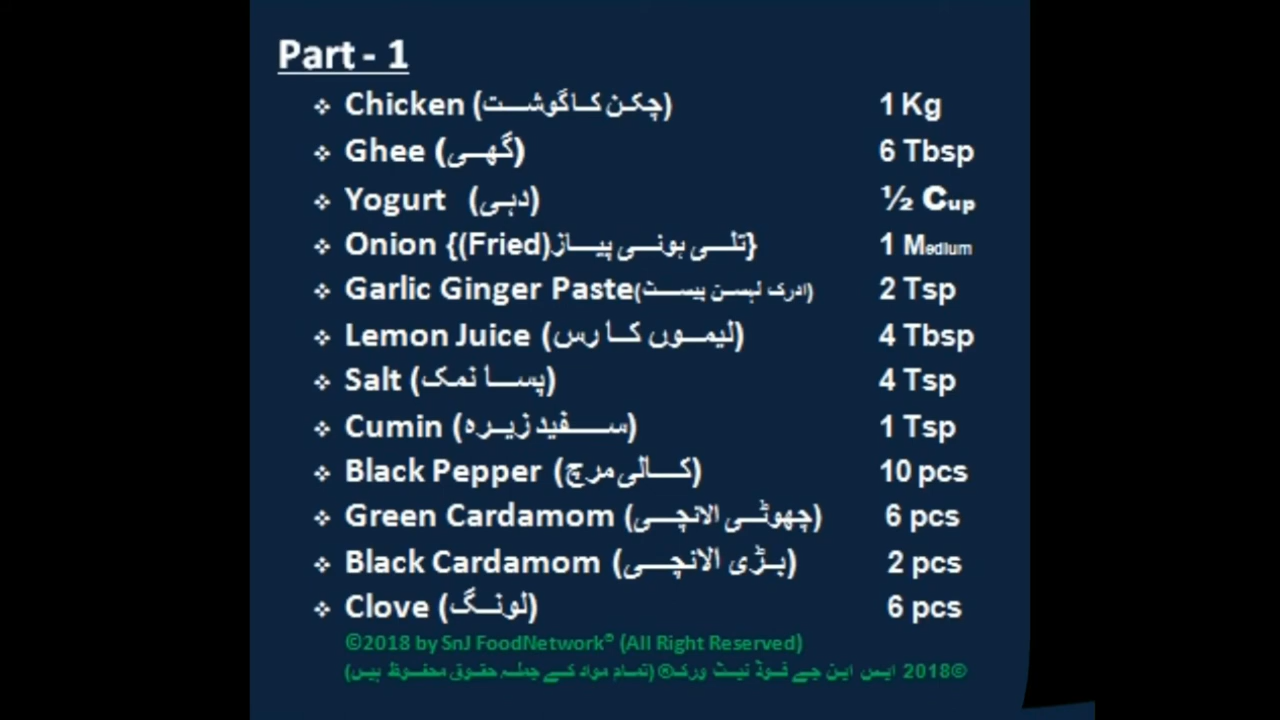 Part - 1
❖ Chicken (چکن کا گوشت) 1 Kg
❖ Ghee (گھی) 6 Tbsp
❖ Yogurt (دہی) ½ Cup
❖ Onion {(Fried)تلی ہوئی پیاز} 1 Medium
❖ Garlic Ginger Paste(ادرک لہسن پیسٹ) 2 Tsp
❖ Lemon Juice (لیموں کا رس) 4 Tbsp
❖ Salt (پسا نمک) 4 Tsp
❖ Cumin (سفید زیرہ) 1 Tsp
❖ Black Pepper (کالی مرچ) 10 pcs
❖ Green Cardamom (چھوٹی الانچی) 6 pcs
❖ Black Cardamom (بڑی الانچی) 2 pcs
❖ Clove (لونگ) 6 pcs
©2018 by SnJ FoodNetwork® (All Right Reserved)
©2018 ایس این جے فوڈ نیٹ ورک® (تمام مواد کے جملہ حقوق محفوظ ہیں)